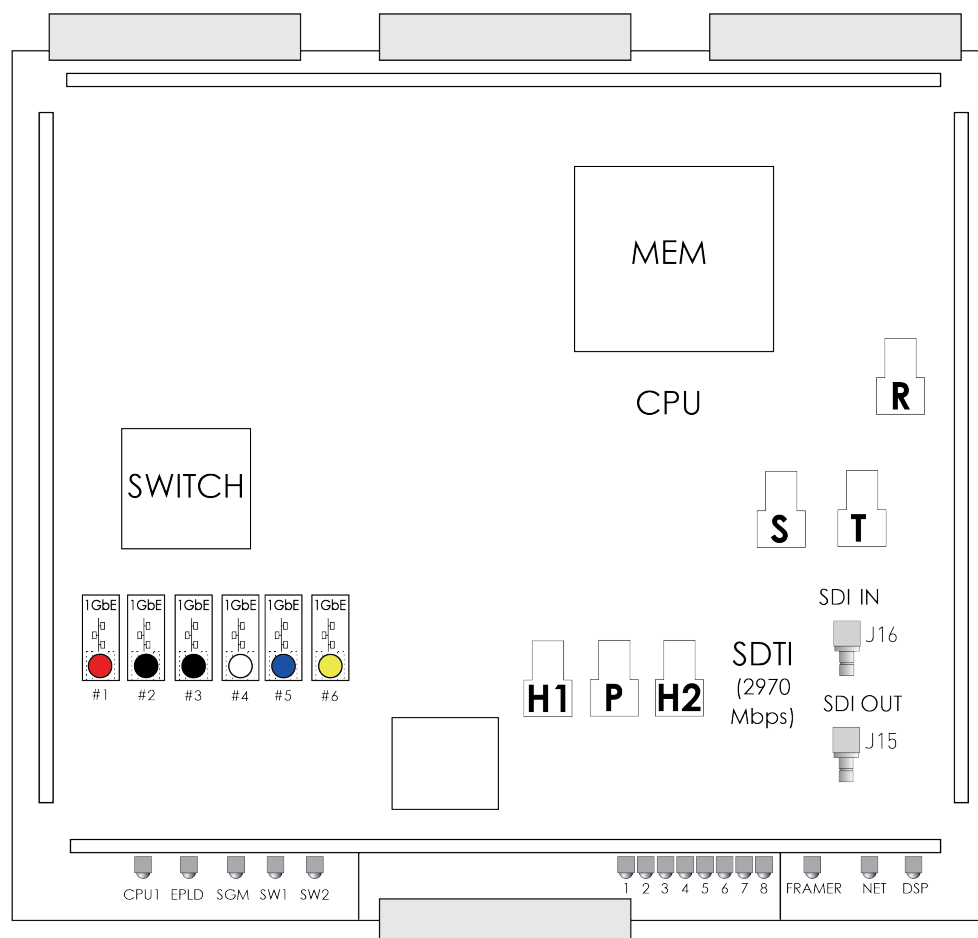 MEM
CPU
R
SWITCH
S T
1GbE 1GbE 1GbE 1GbE 1GbE 1GbE
#1 #2 #3 #4 #5 #6
SDI IN
J16
H1 P H2
SDTI
(2970
Mbps)
SDI OUT
J15
CPU1 EPLD SGM SW1 SW2
1 2 3 4 5 6 7 8
FRAMER NET DSP